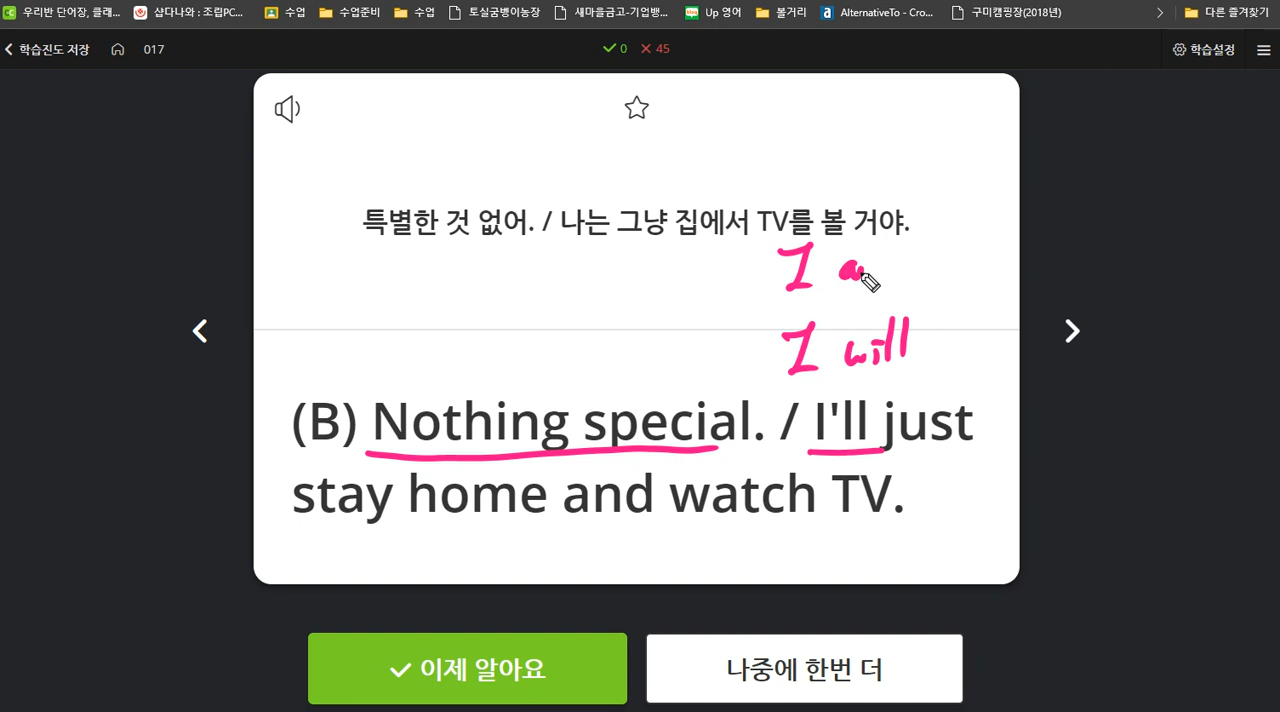 우리반 단어장, 클래... 샵다나와 : 조립PC... 수업 수업준비 수업 토실굼벵이농장 새마을금고-기업뱅... Up 영어 볼거리 AlternativeTo - Cro... 구미캠핑장(2018년) 다른 즐겨찾기
학습진도 저장 017 0 45 학습설정
특별한 것 없어. / 나는 그냥 집에서 TV를 볼 거야.
I a
I will
(B) Nothing special. / I'll just
stay home and watch TV.
이제 알아요 나중에 한번 더